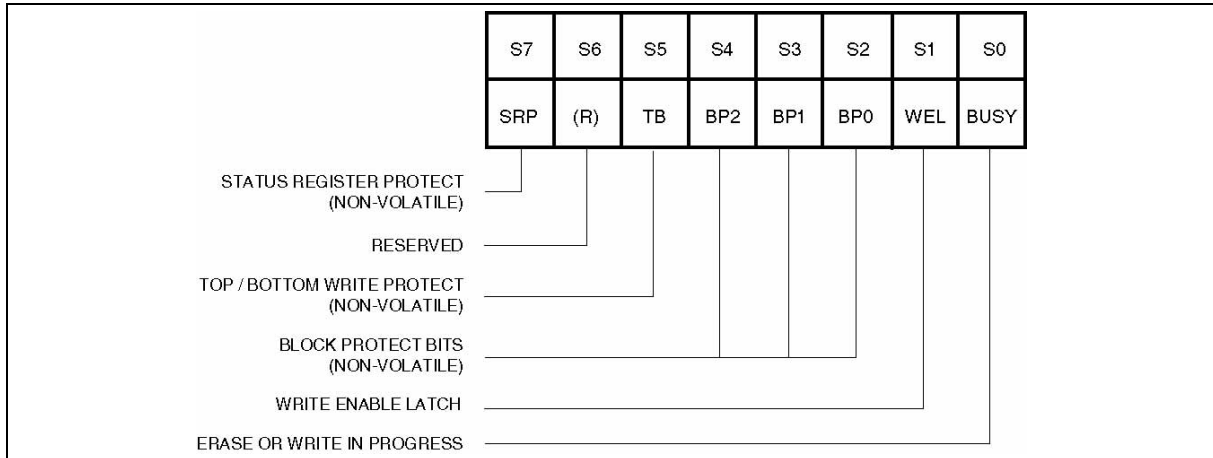 S7 S6 S5 S4 S3 S2 S1 S0
SRP (R) TB BP2 BP1 BP0 WEL BUSY
STATUS REGISTER PROTECT
(NON-VOLATILE)
RESERVED
TOP / BOTTOM WRITE PROTECT
(NON-VOLATILE)
BLOCK PROTECT BITS
(NON-VOLATILE)
WRITE ENABLE LATCH
ERASE OR WRITE IN PROGRESS